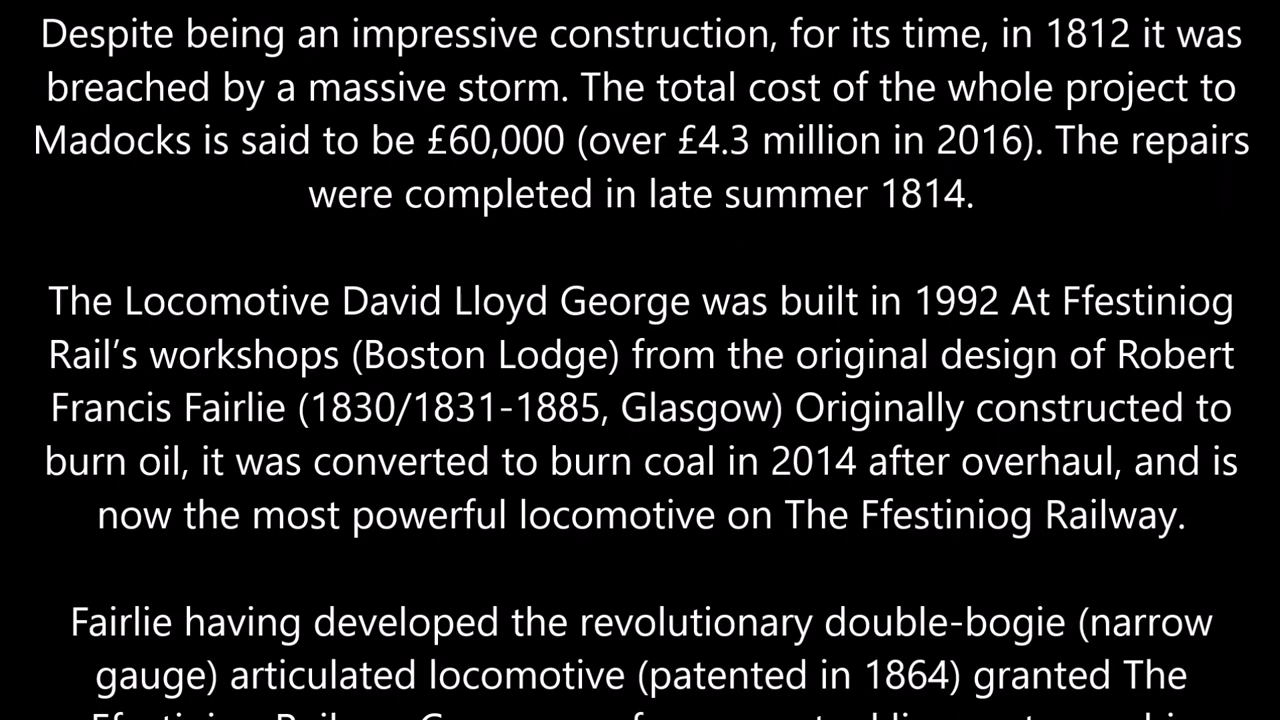 Despite being an impressive construction, for its time, in 1812 it was
breached by a massive storm. The total cost of the whole project to
Madocks is said to be £60,000 (over £4.3 million in 2016). The repairs
were completed in late summer 1814.
The Locomotive David Lloyd George was built in 1992 At Ffestiniog
Rail’s workshops (Boston Lodge) from the original design of Robert
Francis Fairlie (1830/1831-1885, Glasgow) Originally constructed to
burn oil, it was converted to burn coal in 2014 after overhaul, and is
now the most powerful locomotive on The Ffestiniog Railway.
Fairlie having developed the revolutionary double-bogie (narrow
gauge) articulated locomotive (patented in 1864) granted The